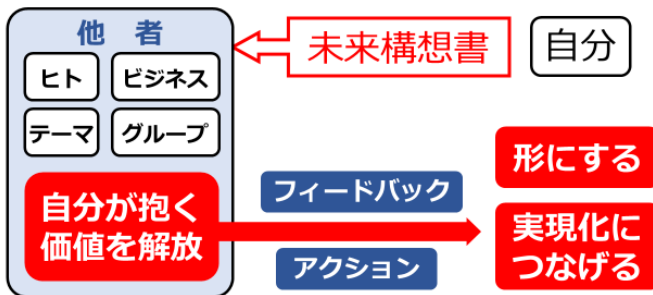 他 者
ヒト
ビジネス
テーマ
グループ
自分が抱く
価値を解放
未来構想書
自分
フィードバック
アクション
形にする
実現化に
つなげる